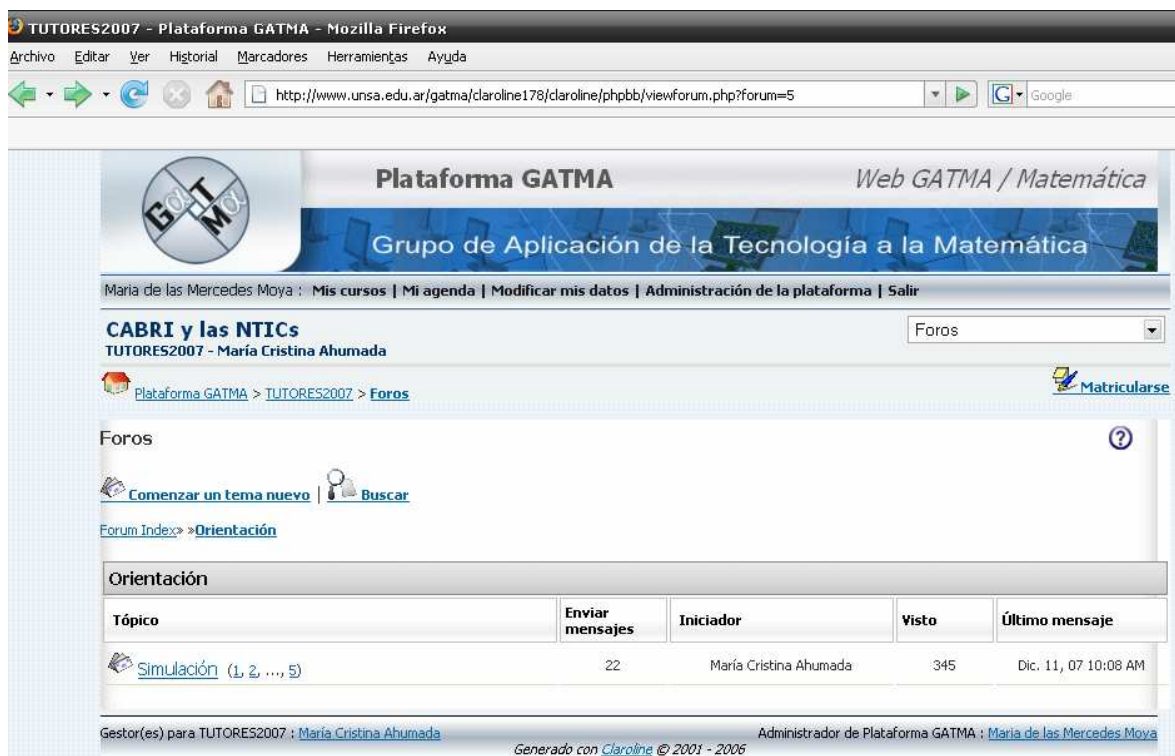 TUTORES2007 - Plataforma GATMA - Mozilla Firefox
Archivo Editar Ver Historial Marcadores Herramientas Ayuda
http://www.unsa.edu.ar/gatma/claroline178/claroline/phpbb/viewforum.php?forum=5 G Google
Plataforma GATMA Web GATMA / Matemática
Grupo de Aplicación de la Tecnología a la Matemática
Maria de las Mercedes Moya : Mis cursos | Mi agenda | Modificar mis datos | Administración de la plataforma | Salir
CABRI y las NTICs Foros
TUTORES2007 - María Cristina Ahumada
Plataforma GATMA > TUTORES2007 > Foros Matricularse
Foros
Comenzar un tema nuevo | Buscar
Forum Index» »Orientación
Orientación
Tópico Enviar mensajes Iniciador Visto Último mensaje
Simulación (1, 2, ..., 5) 22 María Cristina Ahumada 345 Dic. 11, 07 10:08 AM
Gestor(es) para TUTORES2007 : María Cristina Ahumada Administrador de Plataforma GATMA : Maria de las Mercedes Moya
Generado con Claroline © 2001 - 2006